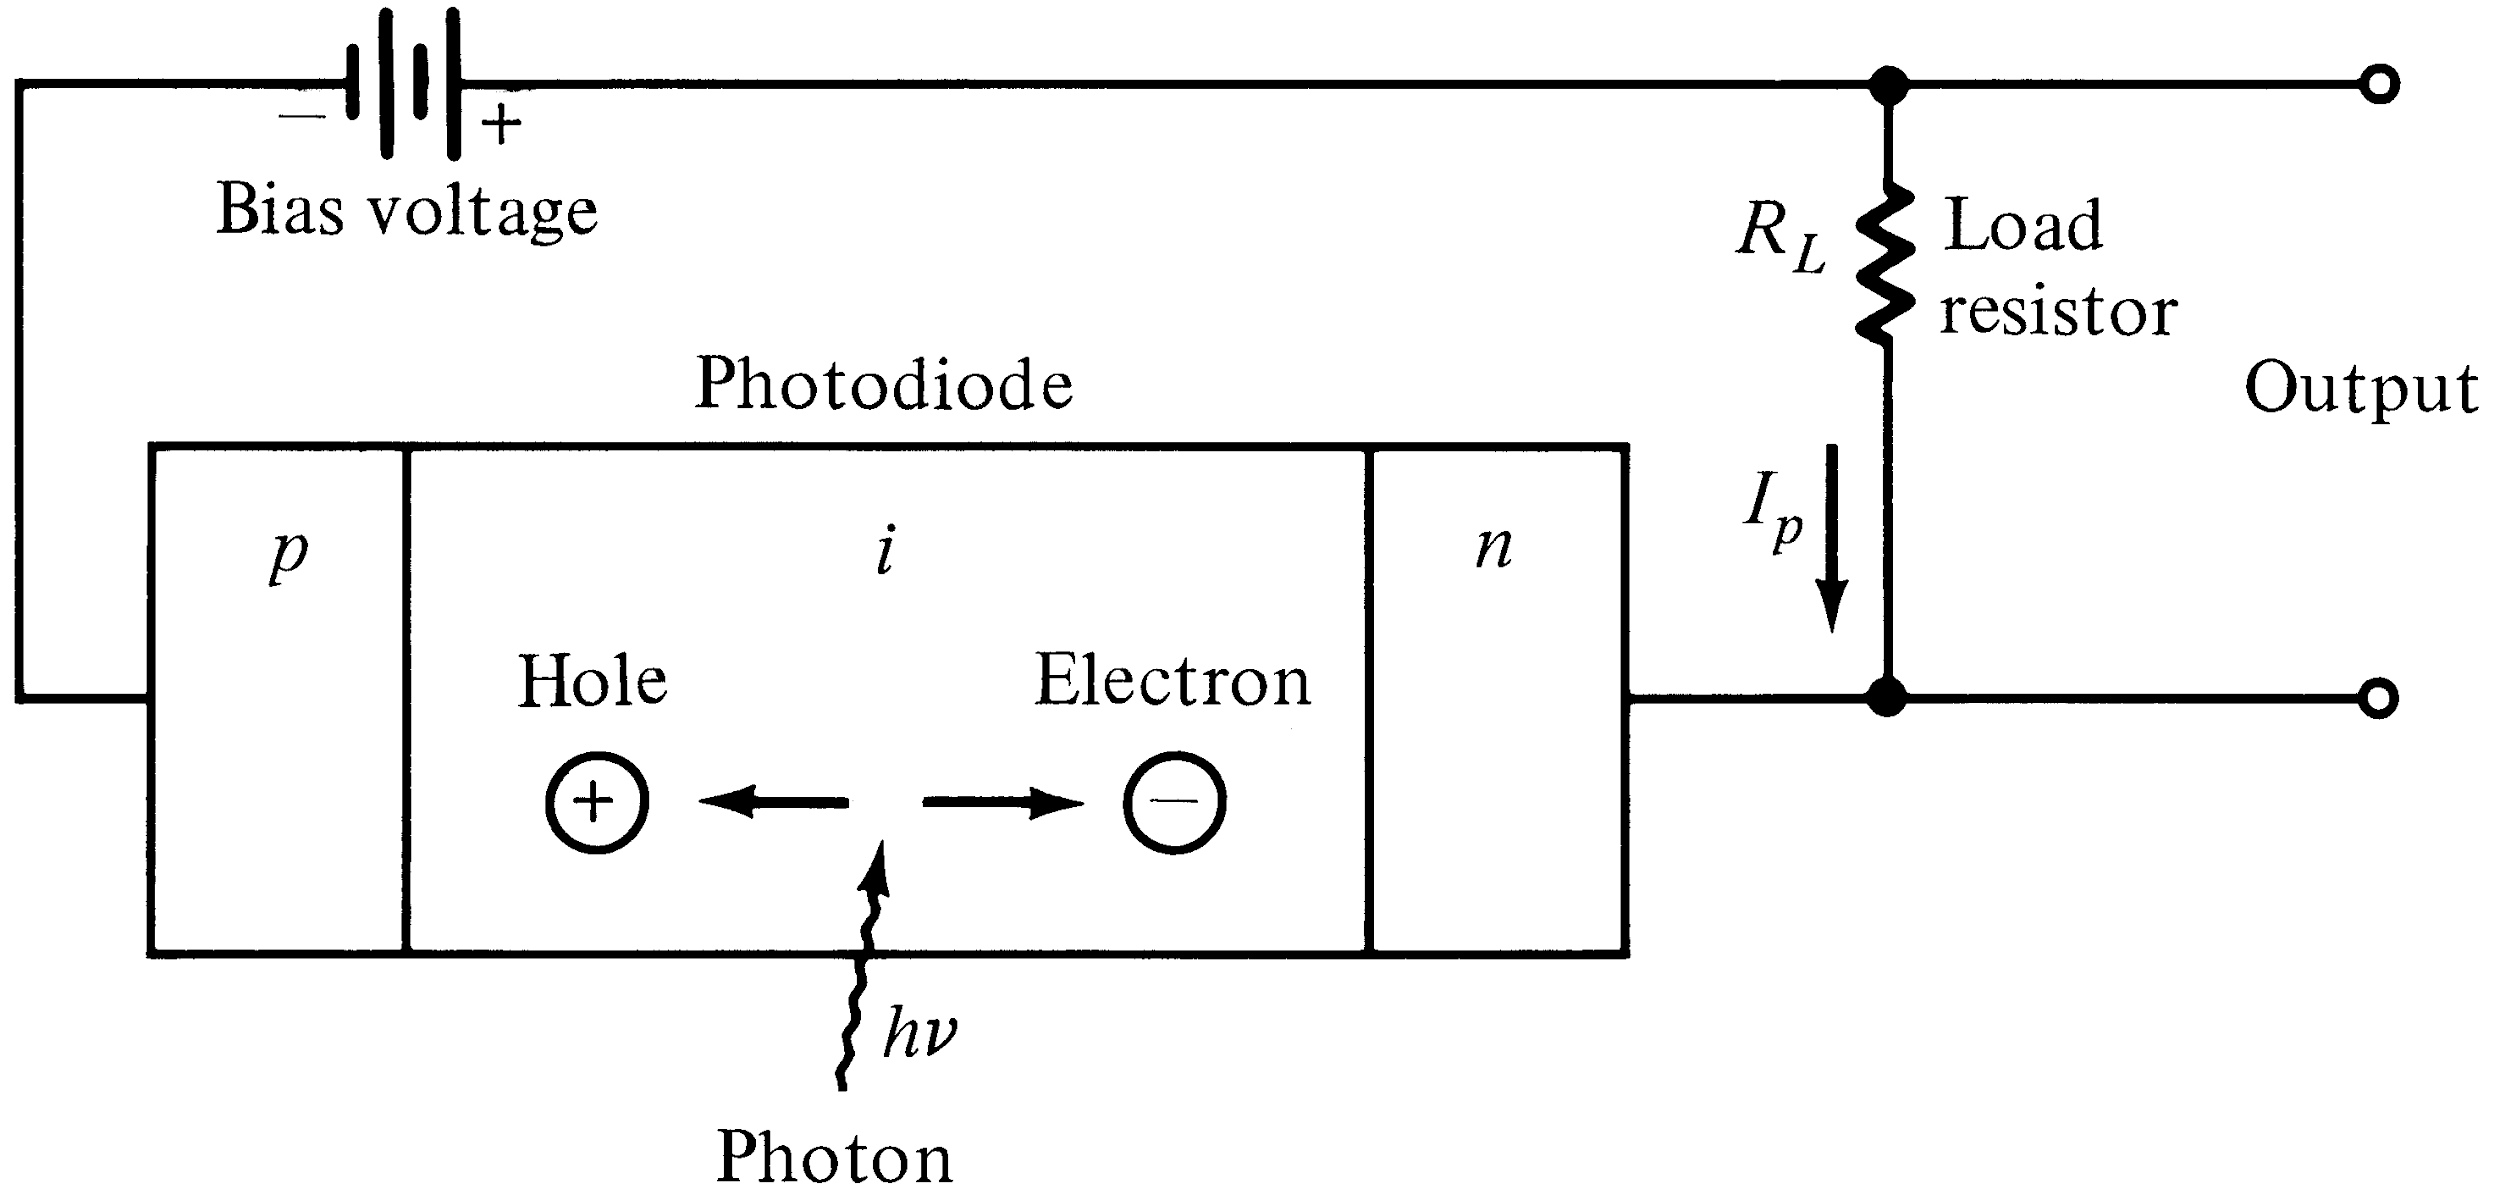 − +
Bias voltage
R_L
Load
resistor
Photodiode
Output
I_p
p
i
n
Hole
Electron
+
−
hν
Photon